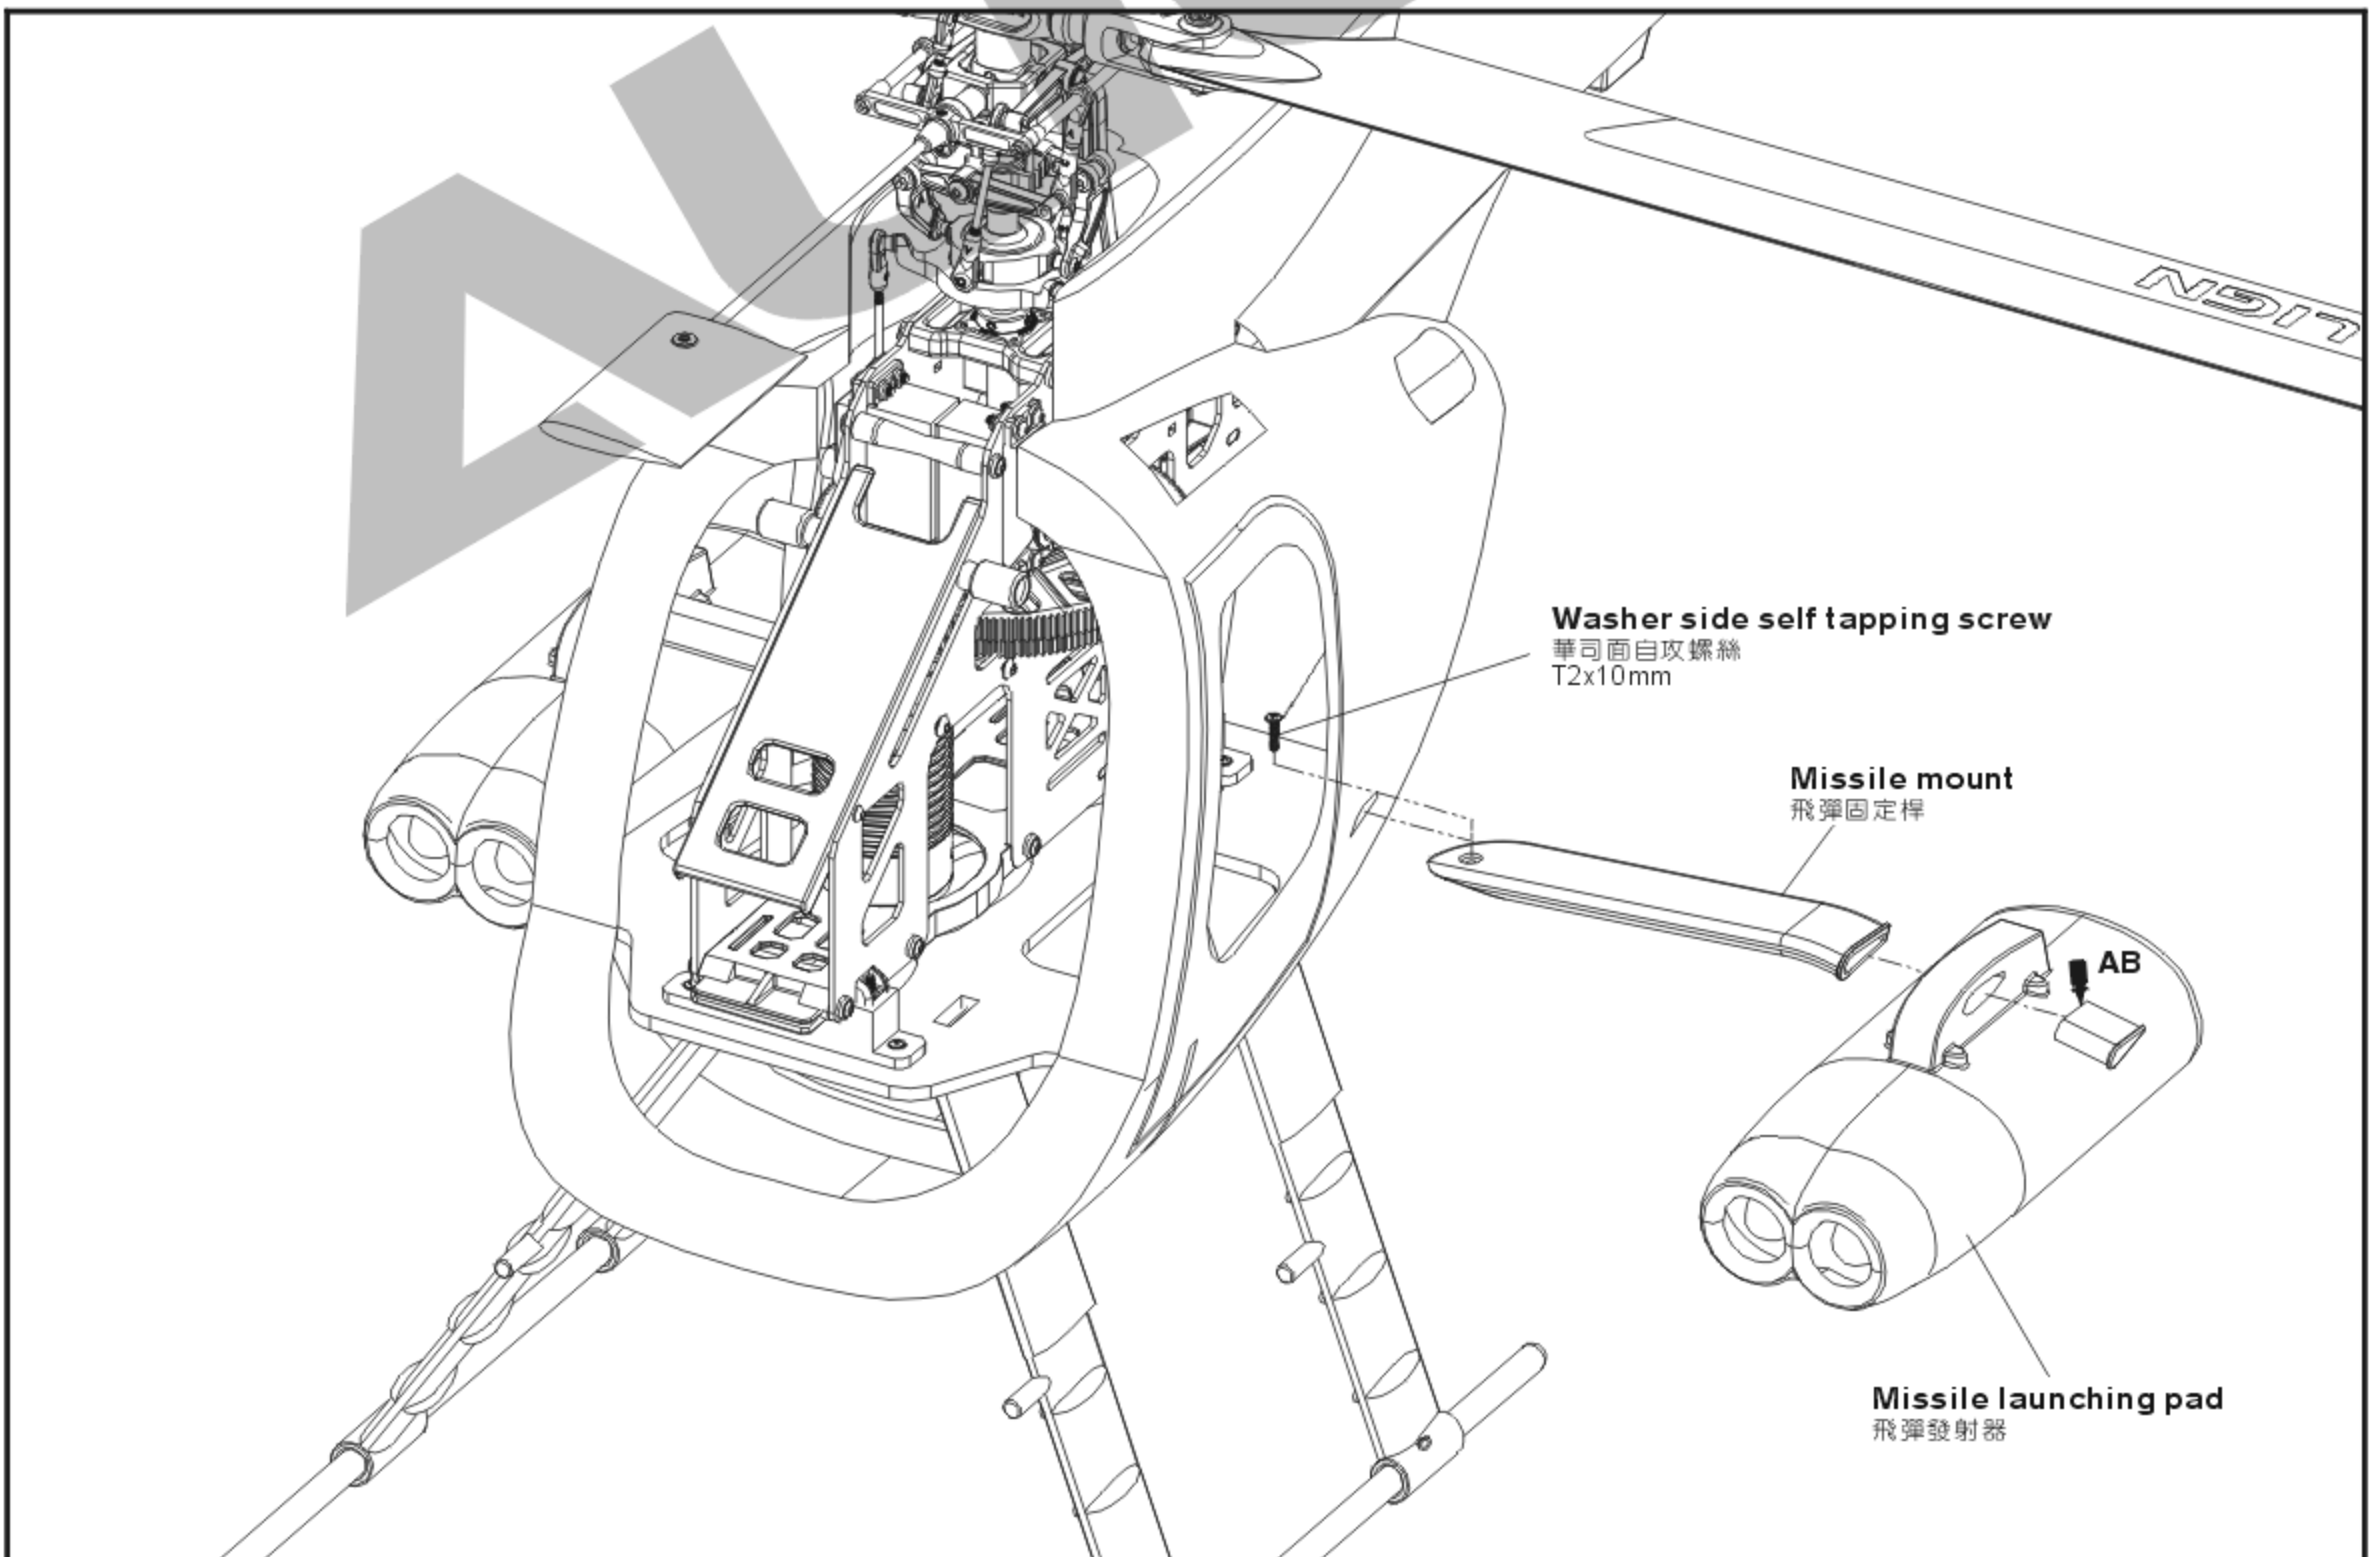 LIGN
Washer side self tapping screw
華司面自攻螺絲
T2x10mm
Missile mount
飛彈固定桿
AB
Missile launching pad
飛彈發射器